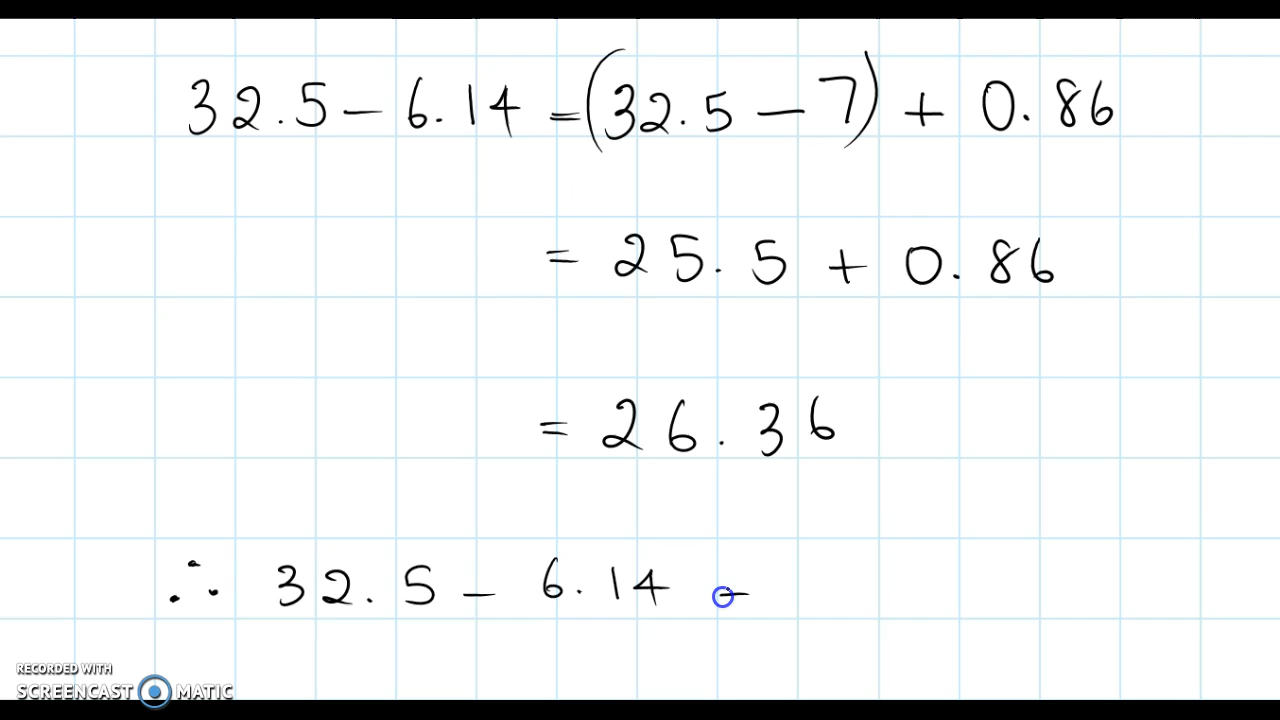 32.5 - 6.14 = (32.5 - 7) + 0.86
= 25.5 + 0.86
= 26.36
∴ 32.5 - 6.14 -
RECORDED WITH
SCREENCAST MATIC